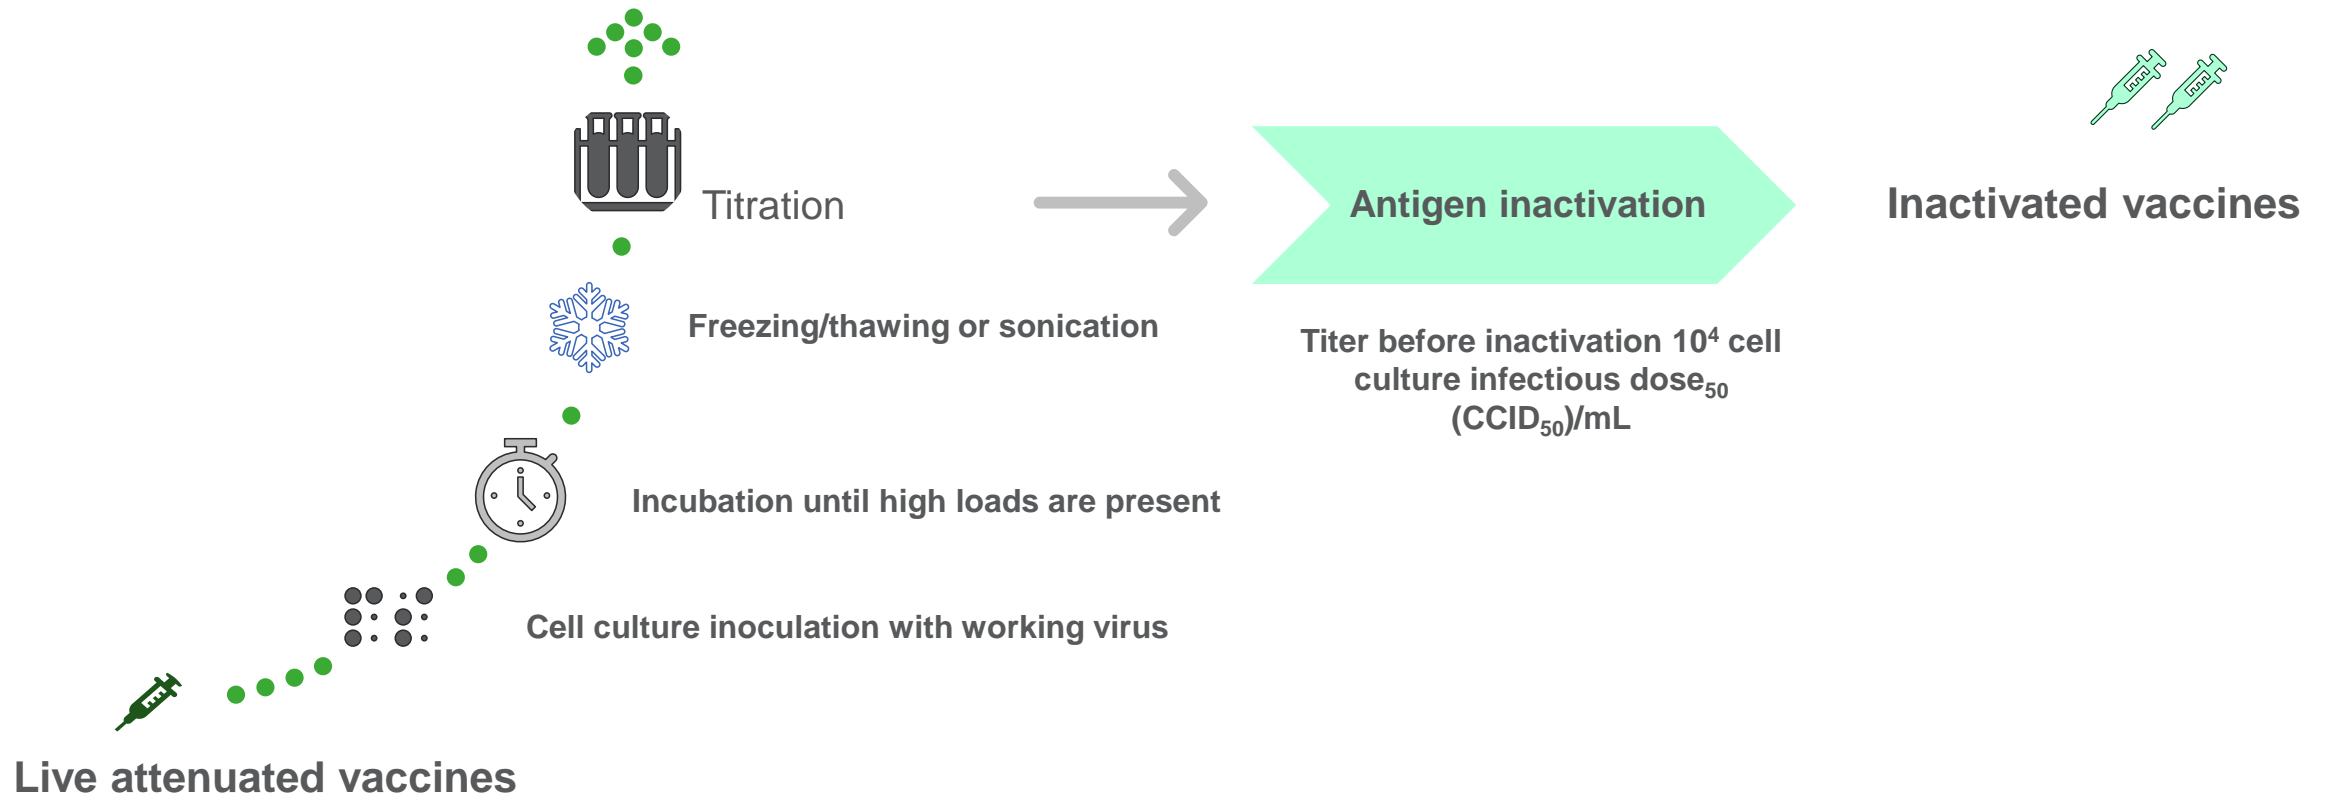 Titration
Antigen inactivation
Inactivated vaccines
Freezing/thawing or sonication
Titer before inactivation 10⁴ cell
culture infectious dose₅₀
(CCID₅₀)/mL
Incubation until high loads are present
Cell culture inoculation with working virus
Live attenuated vaccines